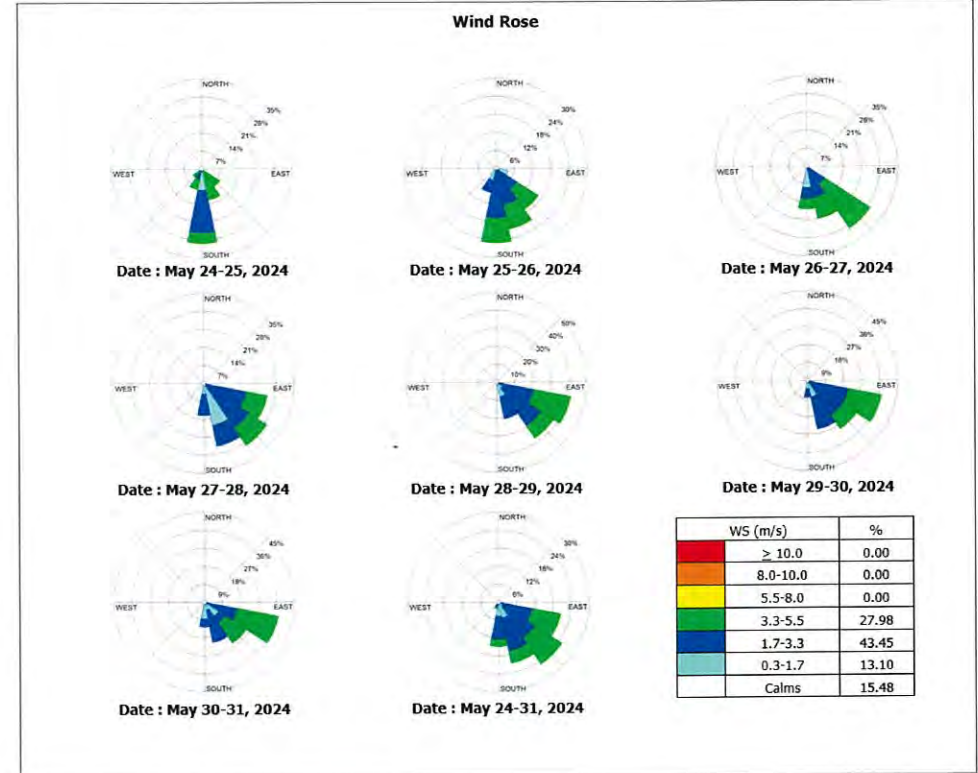 Wind Rose
NORTH
35%
28%
21%
14%
7%
WEST
EAST
SOUTH
Date : May 24-25, 2024
NORTH
30%
24%
18%
12%
6%
WEST
EAST
SOUTH
Date : May 25-26, 2024
NORTH
35%
28%
21%
14%
7%
WEST
EAST
SOUTH
Date : May 26-27, 2024
NORTH
35%
28%
21%
14%
7%
WEST
EAST
SOUTH
Date : May 27-28, 2024
NORTH
50%
40%
30%
20%
10%
WEST
EAST
SOUTH
Date : May 28-29, 2024
NORTH
45%
36%
27%
18%
9%
WEST
EAST
SOUTH
Date : May 29-30, 2024
NORTH
45%
36%
27%
18%
9%
WEST
EAST
SOUTH
Date : May 30-31, 2024
NORTH
30%
24%
18%
12%
6%
WEST
EAST
SOUTH
Date : May 24-31, 2024
WS (m/s) %
≥ 10.0 0.00
8.0-10.0 0.00
5.5-8.0 0.00
3.3-5.5 27.98
1.7-3.3 43.45
0.3-1.7 13.10
Calms 15.48